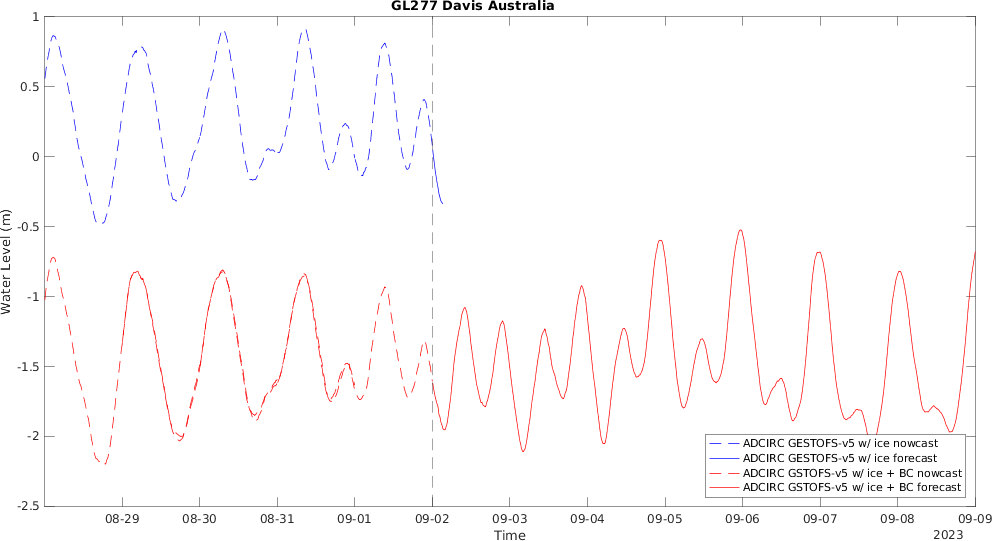 GL277 Davis Australia
1
0.5
0
-0.5
-1
-1.5
-2
-2.5
Water Level (m)
ADCIRC GESTOFS-v5 w/ ice nowcast
ADCIRC GESTOFS-v5 w/ ice forecast
ADCIRC GSTOFS-v5 w/ ice + BC nowcast
ADCIRC GSTOFS-v5 w/ ice + BC forecast
08-29 08-30 08-31 09-01 09-02 09-03 09-04 09-05 09-06 09-07 09-08 09-09
Time
2023